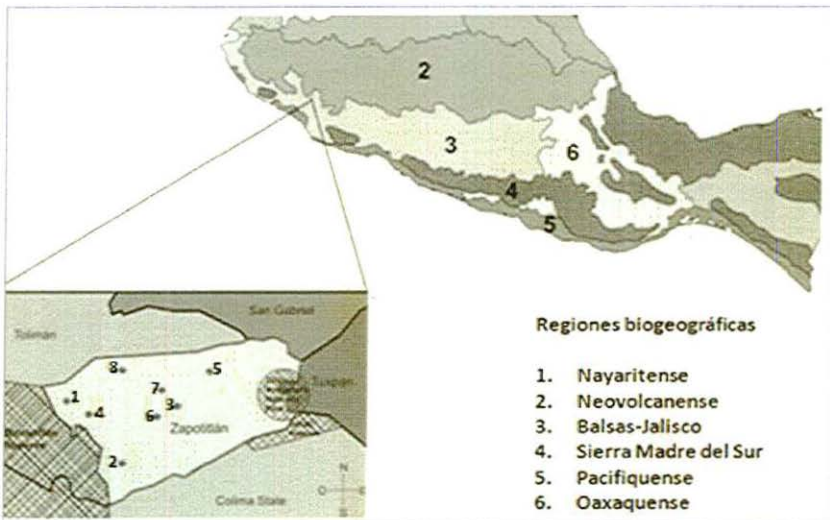 2
3
6
4
5
San Gabriel
Tolimán
8
5
Tuxpan
7
1
4
3
6
Zapotitlán
2
N
O
S
Colima State
Regiones biogeográficas
1. Nayaritense
2. Neovolcanense
3. Balsas-Jalisco
4. Sierra Madre del Sur
5. Pacifiquense
6. Oaxaquense